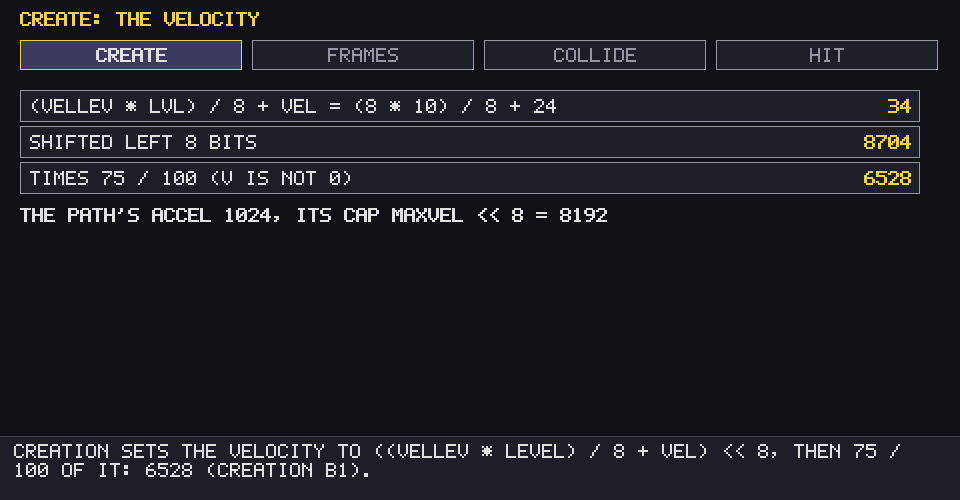 CREATE: THE VELOCITY
CREATE FRAMES COLLIDE HIT
(VELLEV * LVL) / 8 + VEL = (8 * 10) / 8 + 24 34
SHIFTED LEFT 8 BITS 8704
TIMES 75 / 100 (V IS NOT 0) 6528
THE PATH'S ACCEL 1024, ITS CAP MAXVEL << 8 = 8192
CREATION SETS THE VELOCITY TO ((VELLEV * LEVEL) / 8 + VEL) << 8, THEN 75 /
100 OF IT: 6528 (CREATION B1).